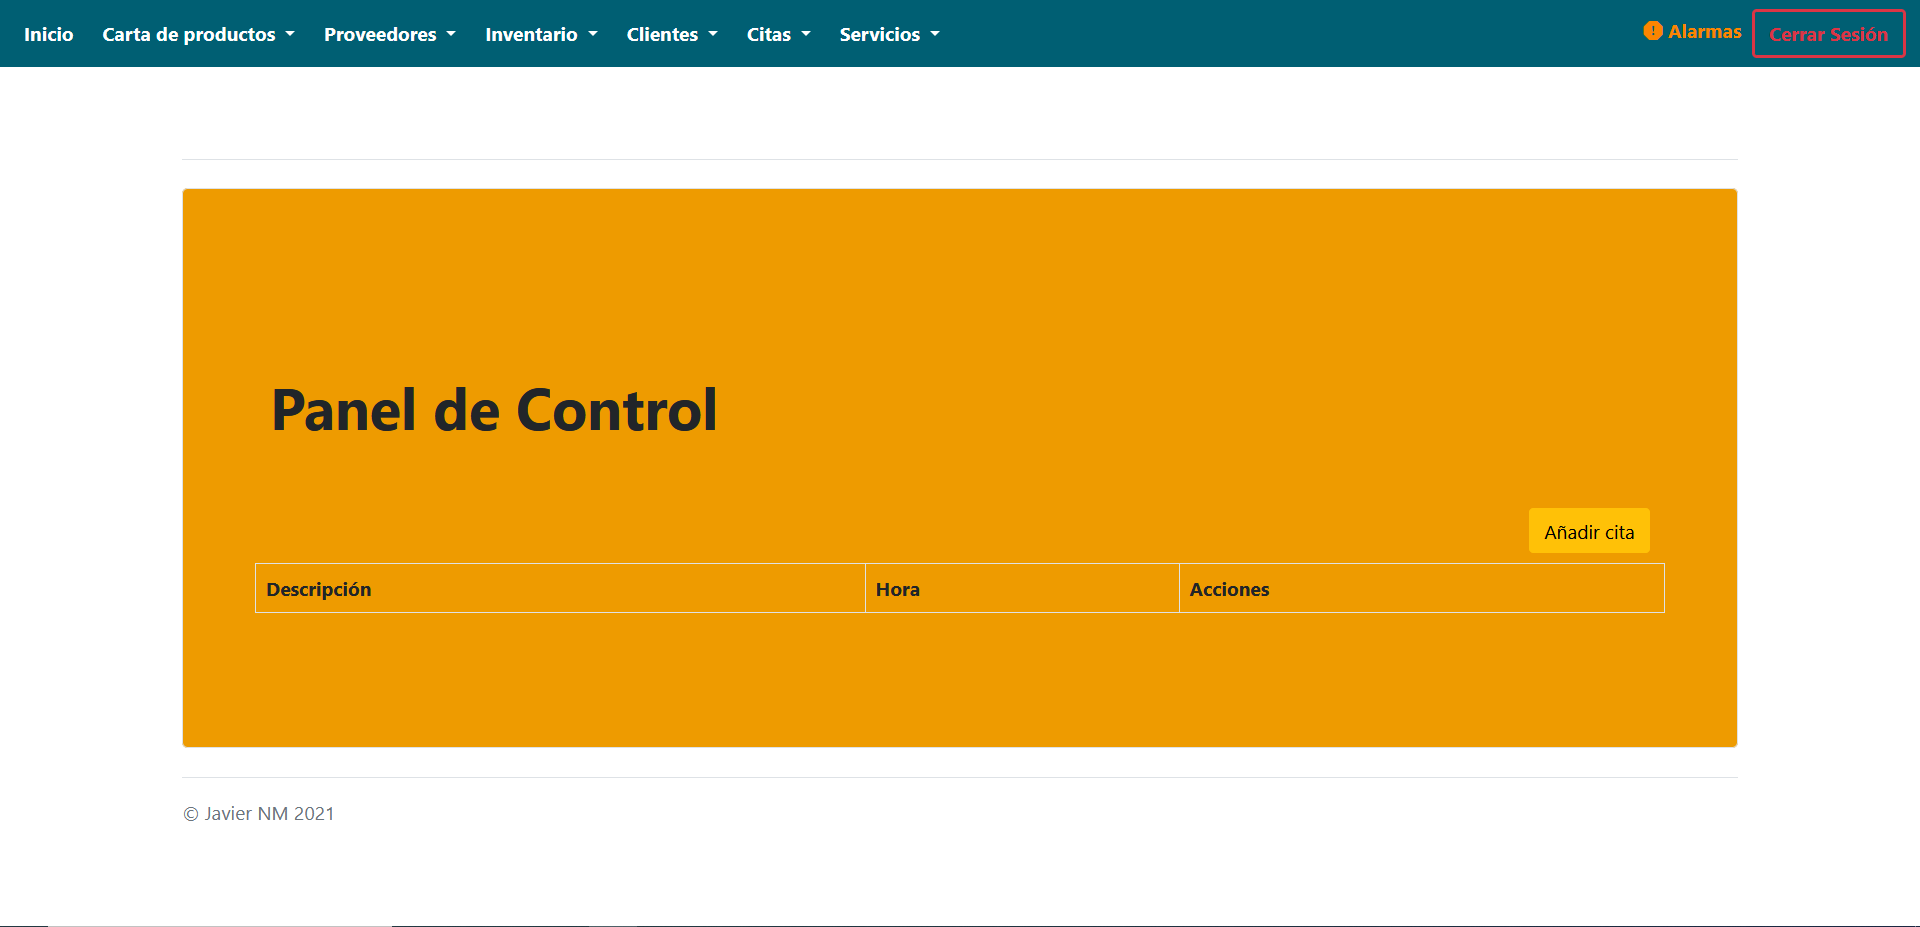 Inicio Carta de productos Proveedores Inventario Clientes Citas Servicios Alarmas Cerrar Sesión
Panel de Control
Añadir cita
Descripción Hora Acciones
© Javier NM 2021